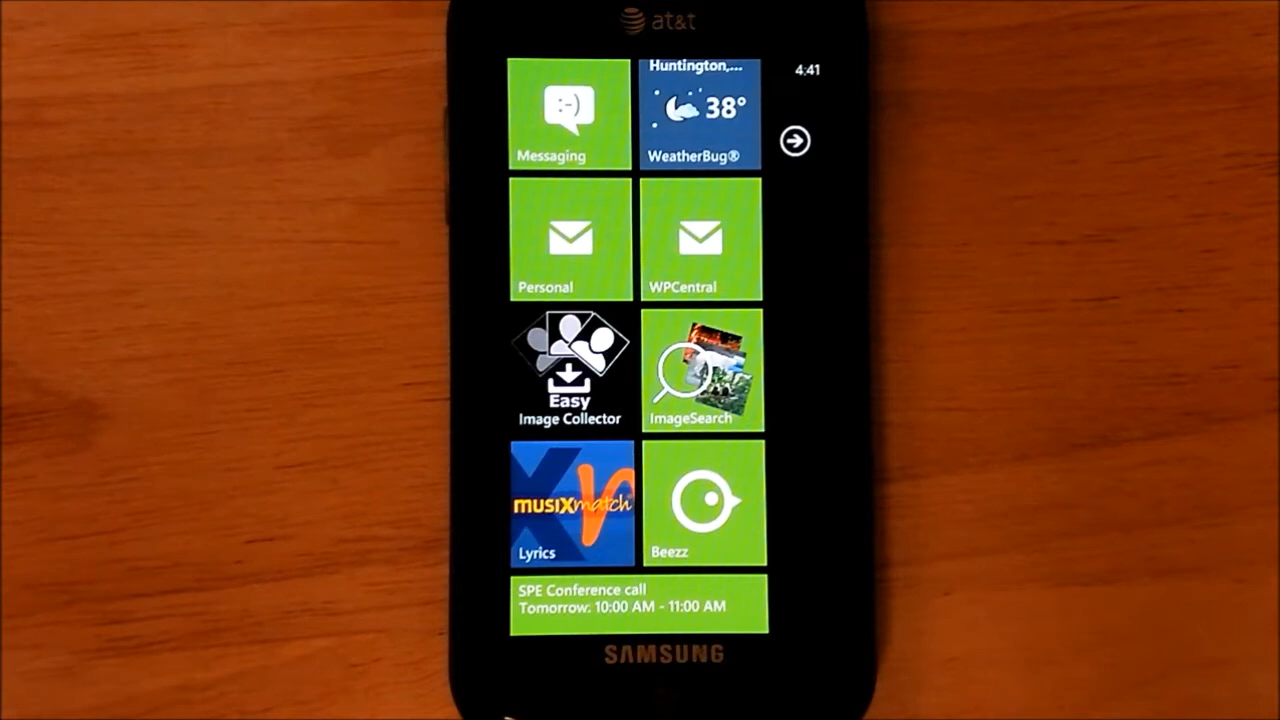 at&t
4:41
Huntington,...
:-)
38°
Messaging
WeatherBug®
Personal
WPCentral
Easy
Image Collector
ImageSearch
musiXmatch
Lyrics
Beezz
SPE Conference call
Tomorrow: 10:00 AM - 11:00 AM
SAMSUNG